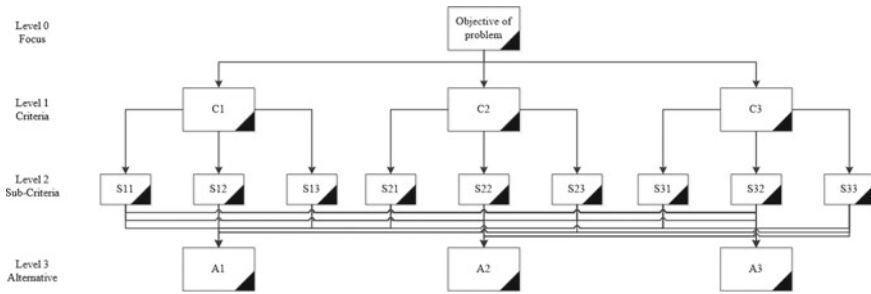 Level 0
Focus
Objective of
problem
Level 1
Criteria
C1
C2
C3
Level 2
Sub-Criteria
S11
S12
S13
S21
S22
S23
S31
S32
S33
Level 3
Alternative
A1
A2
A3